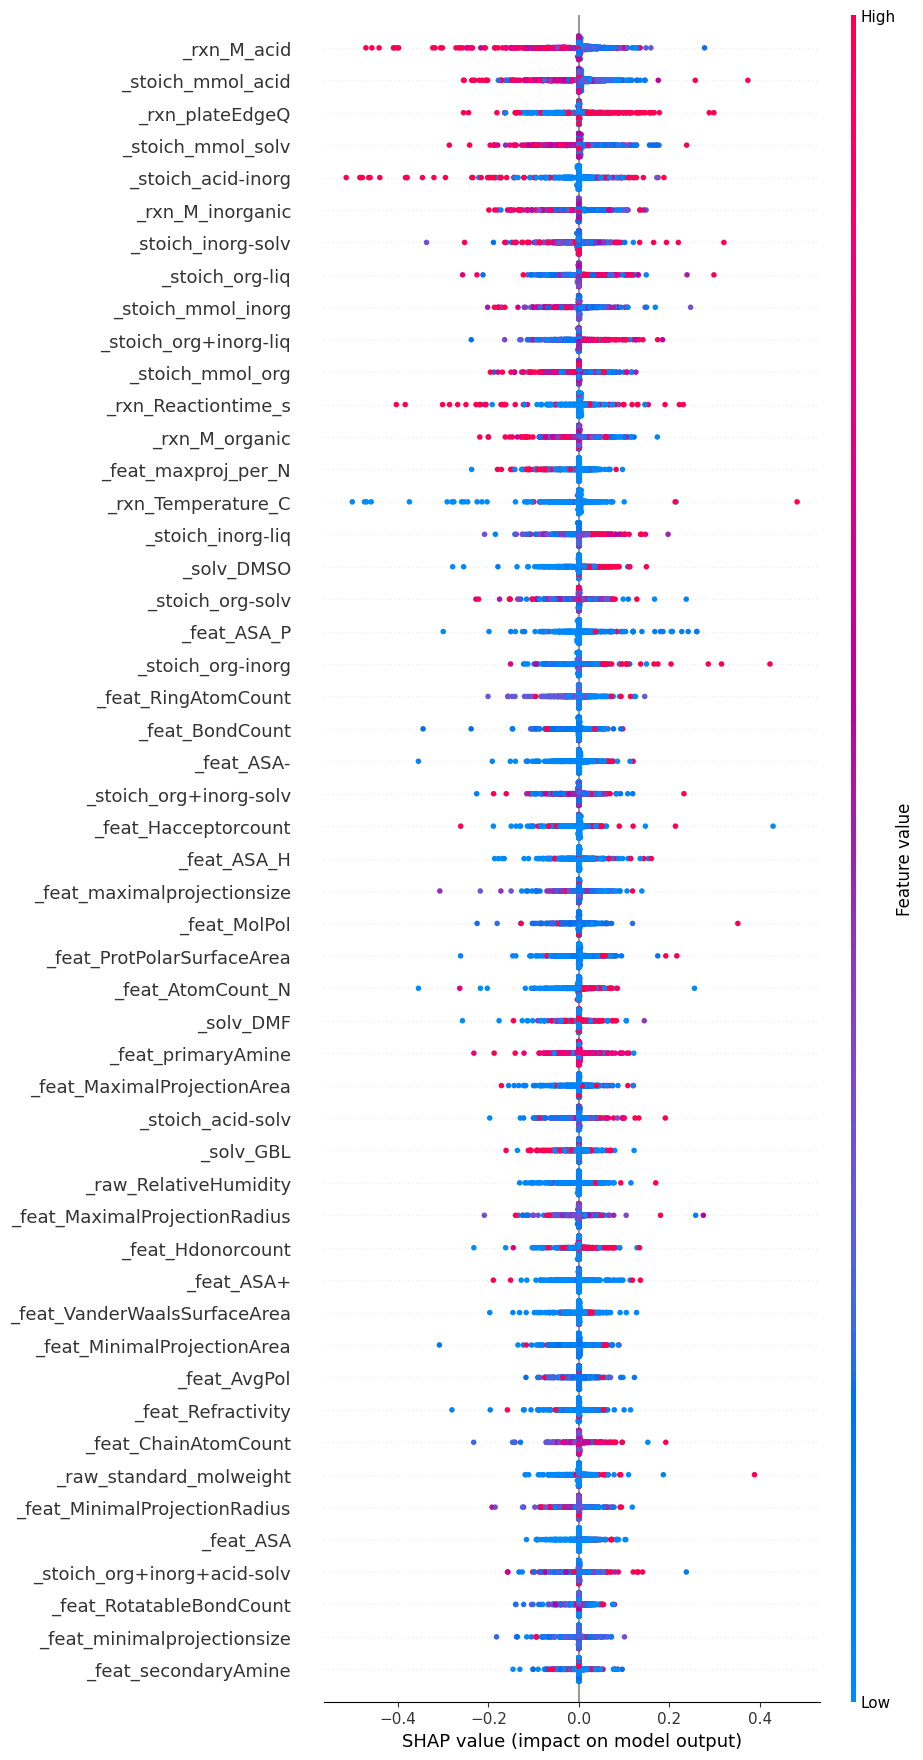 High
_rxn_M_acid
_stoich_mmol_acid
_rxn_plateEdgeQ
_stoich_mmol_solv
_stoich_acid-inorg
_rxn_M_inorganic
_stoich_inorg-solv
_stoich_org-liq
_stoich_mmol_inorg
_stoich_org+inorg-liq
_stoich_mmol_org
_rxn_Reactiontime_s
_rxn_M_organic
_feat_maxproj_per_N
_rxn_Temperature_C
_stoich_inorg-liq
_solv_DMSO
_stoich_org-solv
_feat_ASA_P
_stoich_org-inorg
_feat_RingAtomCount
_feat_BondCount
_feat_ASA-
_stoich_org+inorg-solv
_feat_Hacceptorcount
_feat_ASA_H
_feat_maximalprojectionsize
_feat_MolPol
_feat_ProtPolarSurfaceArea
_feat_AtomCount_N
_solv_DMF
_feat_primaryAmine
_feat_MaximalProjectionArea
_stoich_acid-solv
_solv_GBL
_raw_RelativeHumidity
_feat_MaximalProjectionRadius
_feat_Hdonorcount
_feat_ASA+
_feat_VanderWaalsSurfaceArea
_feat_MinimalProjectionArea
_feat_AvgPol
_feat_Refractivity
_feat_ChainAtomCount
_raw_standard_molweight
_feat_MinimalProjectionRadius
_feat_ASA
_stoich_org+inorg+acid-solv
_feat_RotatableBondCount
_feat_minimalprojectionsize
_feat_secondaryAmine
Feature value
Low
−0.4 −0.2 0.0 0.2 0.4
SHAP value (impact on model output)